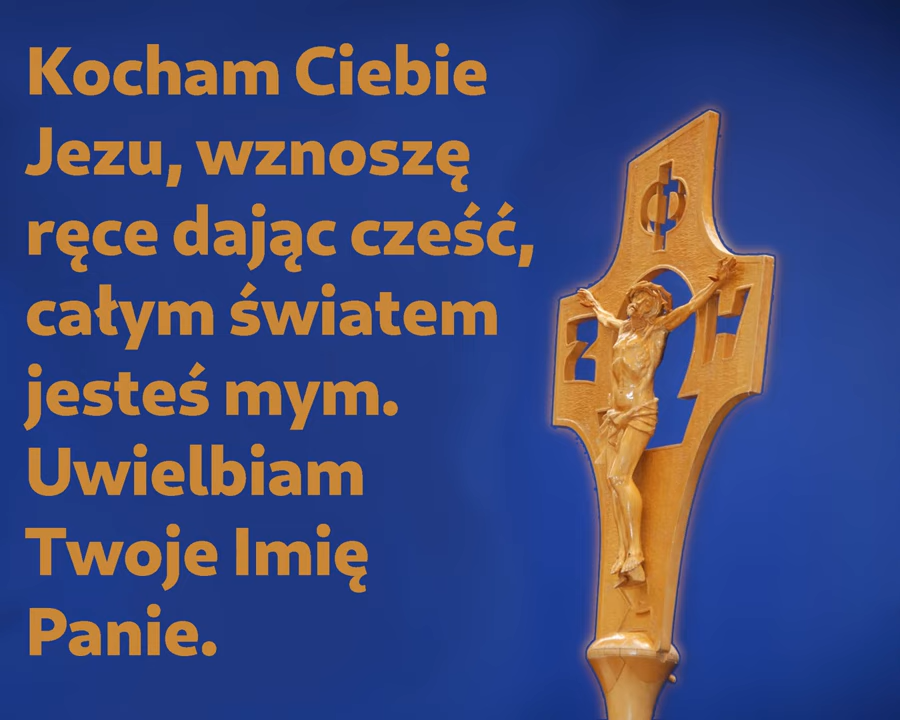 Kocham Ciebie
Jezu, wznoszę
ręce dając cześć,
całym światem
jesteś mym.
Uwielbiam
Twoje Imię
Panie.